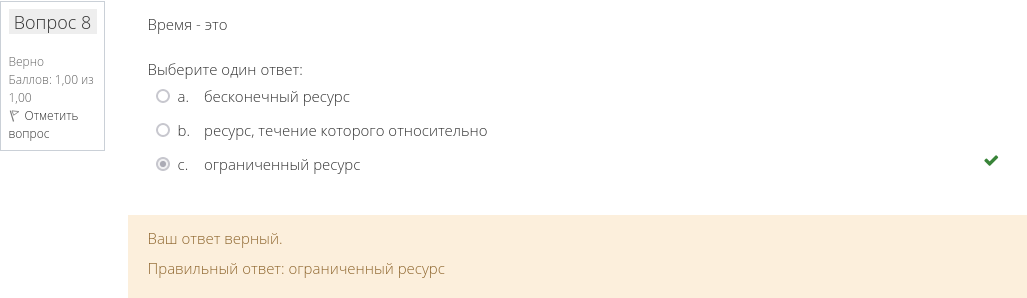 Вопрос 8
Верно
Баллов: 1,00 из
1,00
Отметить
вопрос
Время - это
Выберите один ответ:
a. бесконечный ресурс
b. ресурс, течение которого относительно
c. ограниченный ресурс
Ваш ответ верный.
Правильный ответ: ограниченный ресурс